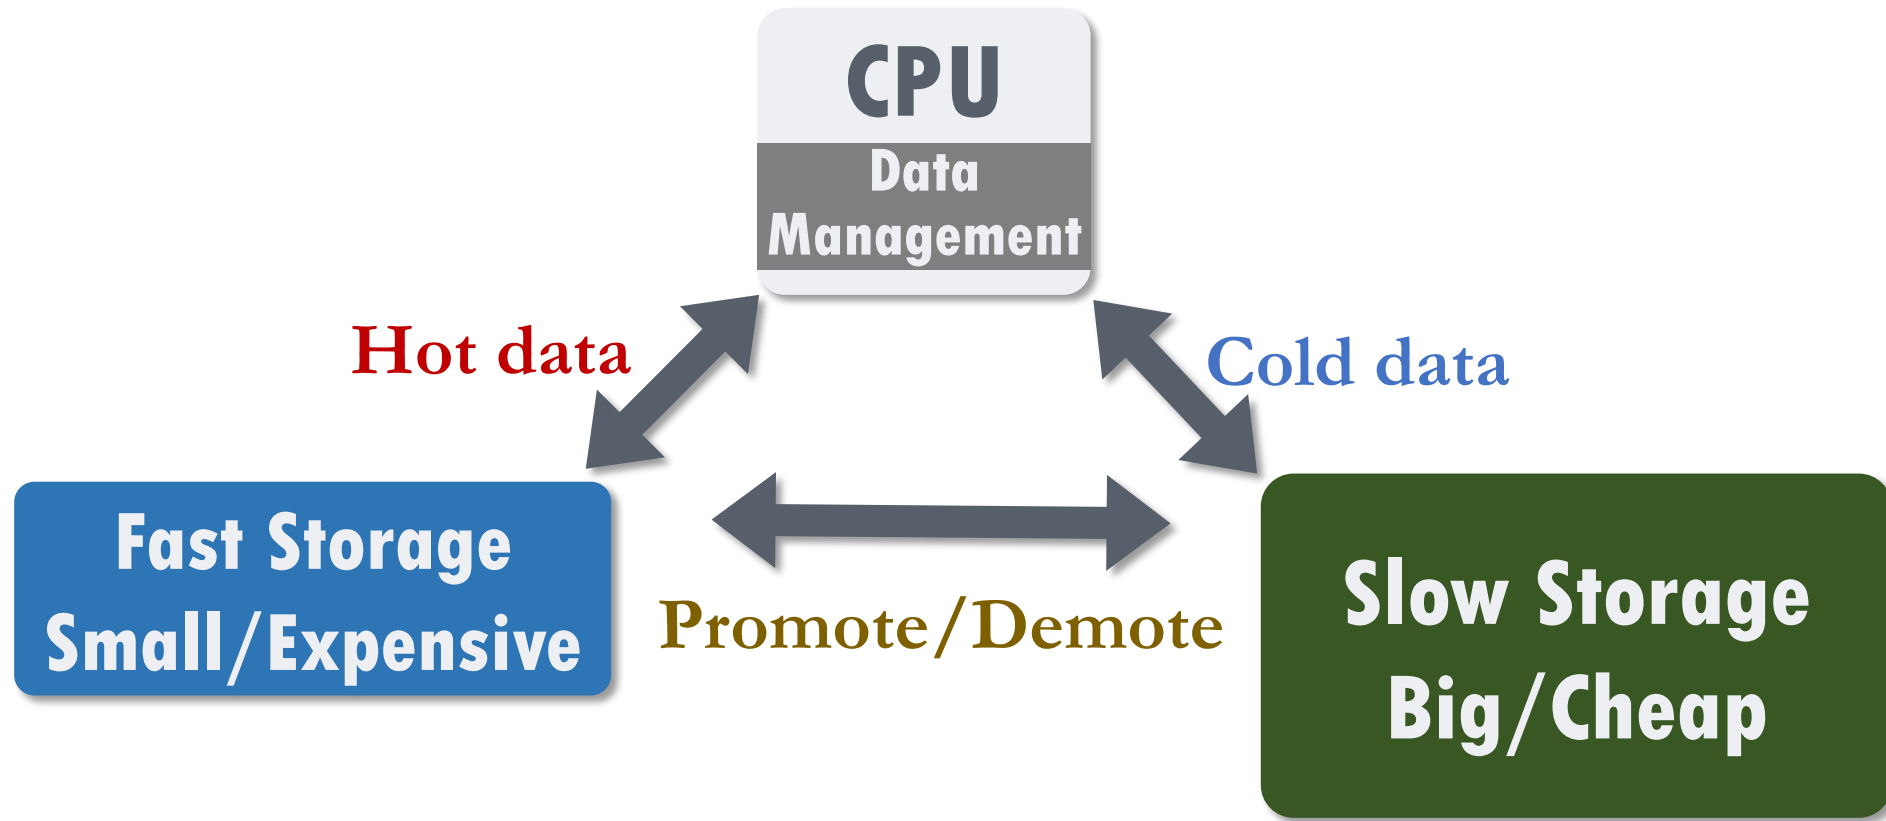 CPU
Data
Management
Hot data
Cold data
Fast Storage
Small/Expensive
Promote/Demote
Slow Storage
Big/Cheap